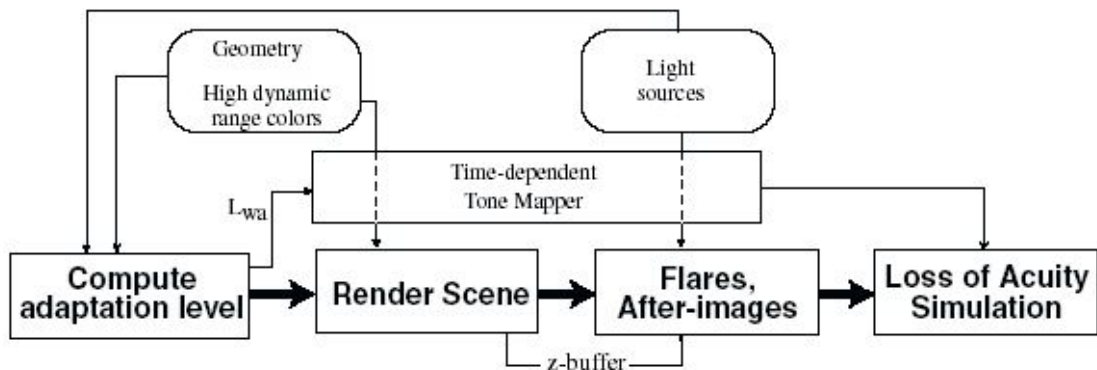 Geometry
High dynamic
range colors
Light
sources
Time-dependent
Tone Mapper
Lwa
Compute
adaptation level
Render Scene
Flares,
After-images
Loss of Acuity
Simulation
z-buffer